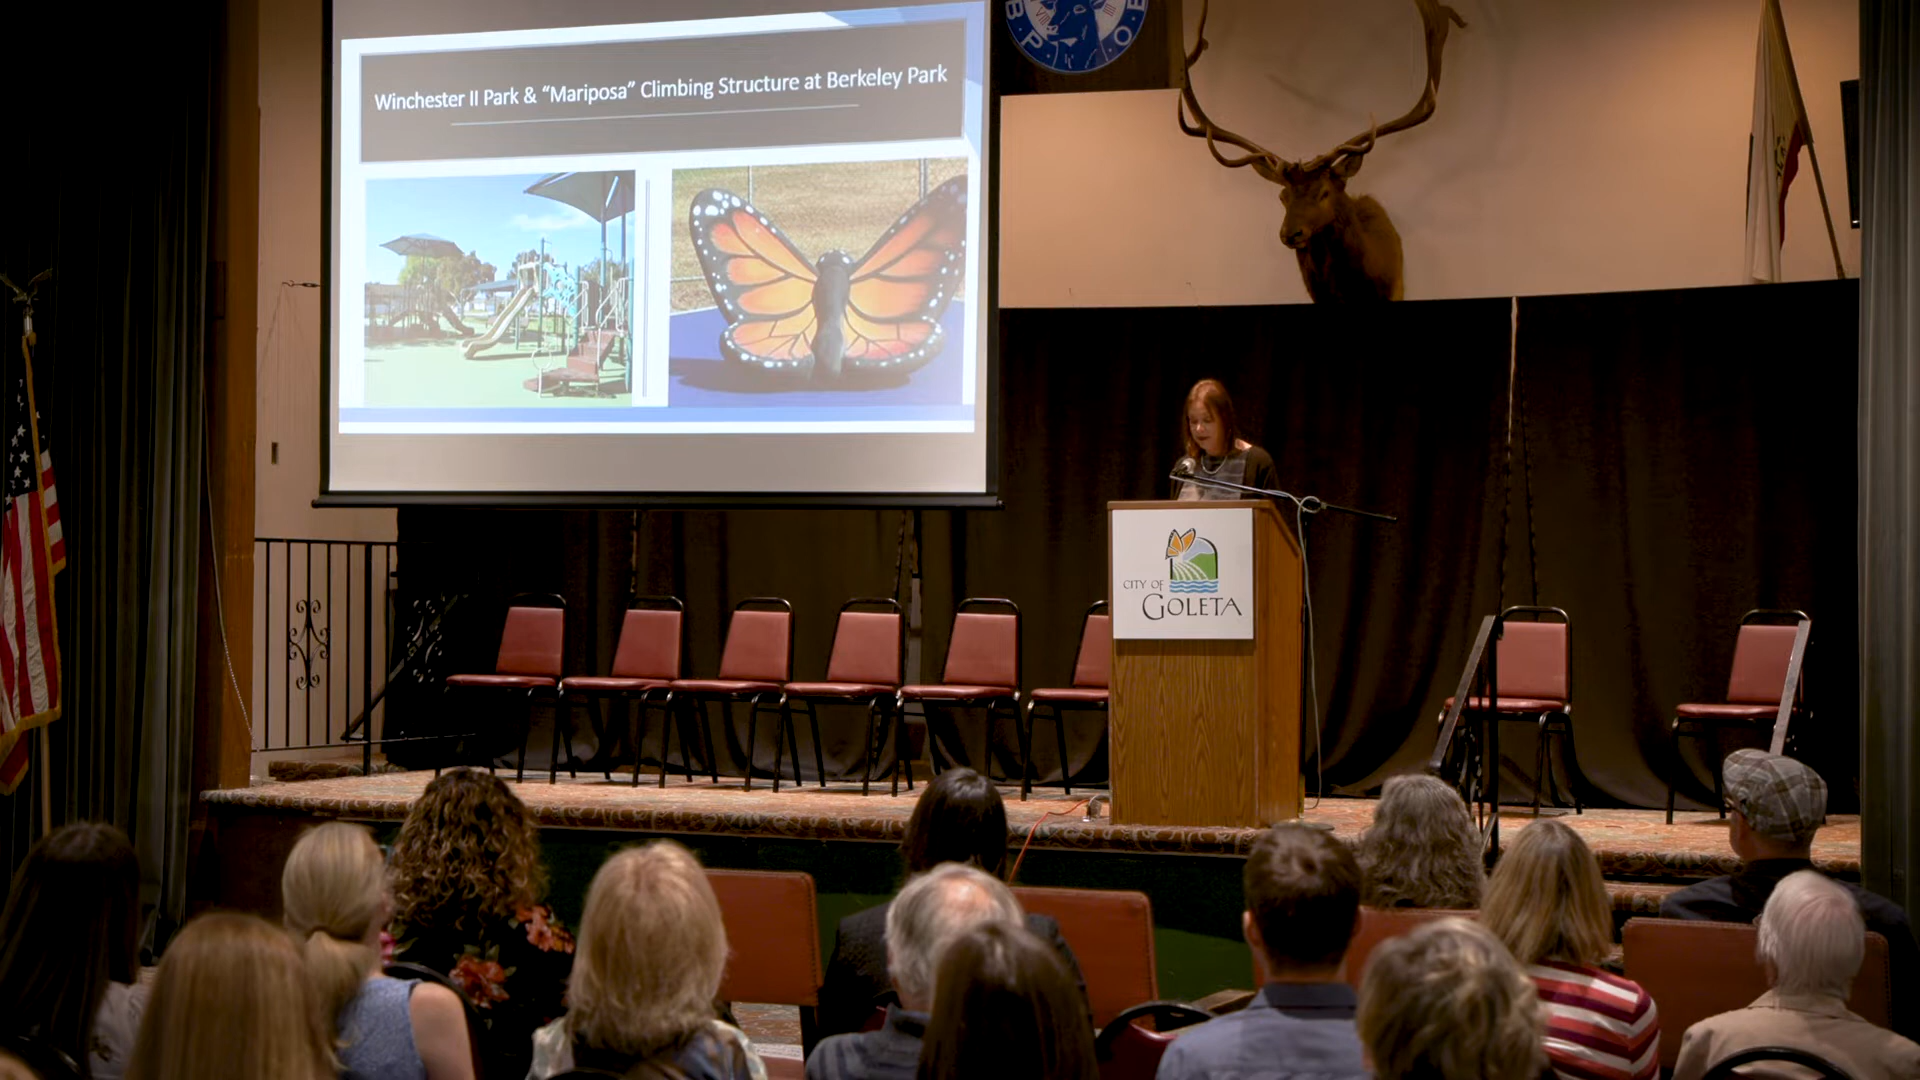 Winchester II Park & “Mariposa” Climbing Structure at Berkeley Park
B
P
O
E
CITY OF
GOLETA